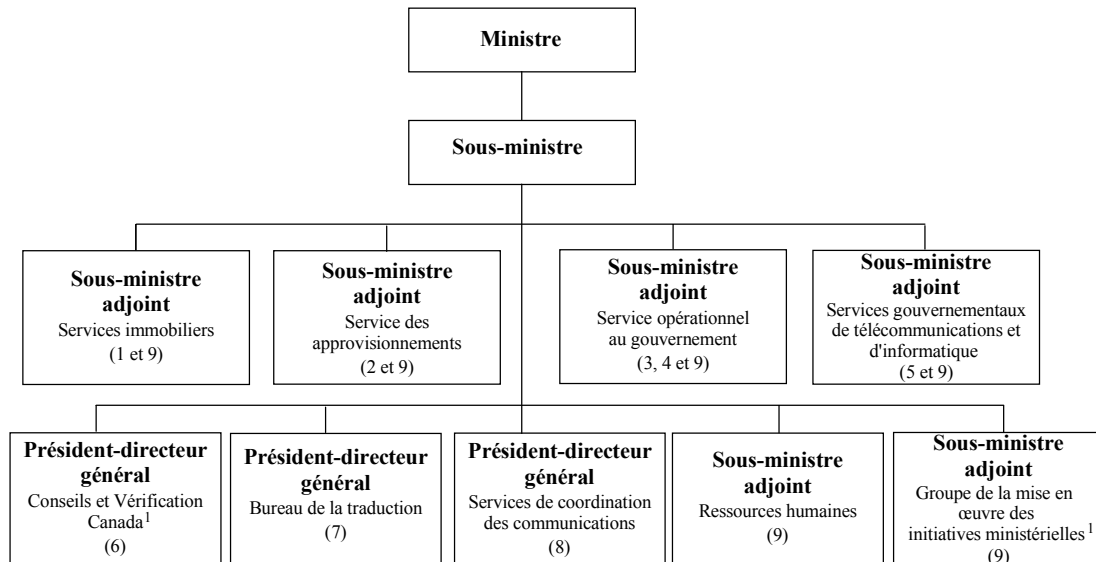 Ministre
Sous-ministre
Sous-ministre
adjoint
Services immobiliers
(1 et 9)
Sous-ministre
adjoint
Service des
approvisionnements
(2 et 9)
Sous-ministre
adjoint
Service opérationnel
au gouvernement
(3, 4 et 9)
Sous-ministre
adjoint
Services gouvernementaux
de télécommunications et
d'informatique
(5 et 9)
Président-directeur
général
Conseils et Vérification
Canada1
(6)
Président-directeur
général
Bureau de la traduction
(7)
Président-directeur
général
Services de coordination
des communications
(8)
Sous-ministre
adjoint
Ressources humaines
(9)
Sous-ministre
adjoint
Groupe de la mise en
œuvre des
initiatives ministérielles 1
(9)